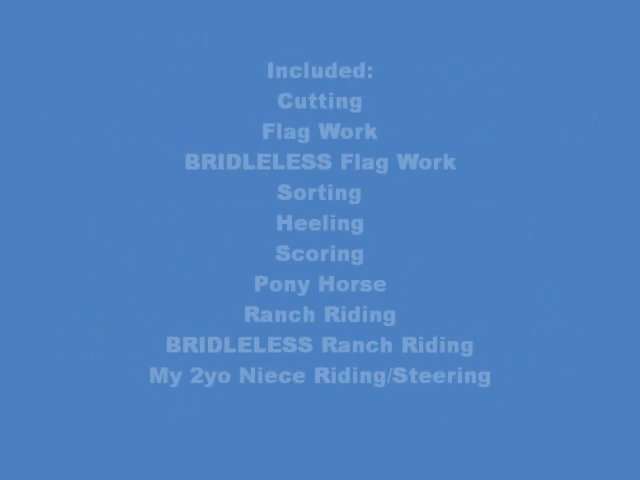 Included:
Cutting
Flag Work
BRIDLELESS Flag Work
Sorting
Heeling
Scoring
Pony Horse
Ranch Riding
BRIDLELESS Ranch Riding
My 2yo Niece Riding/Steering